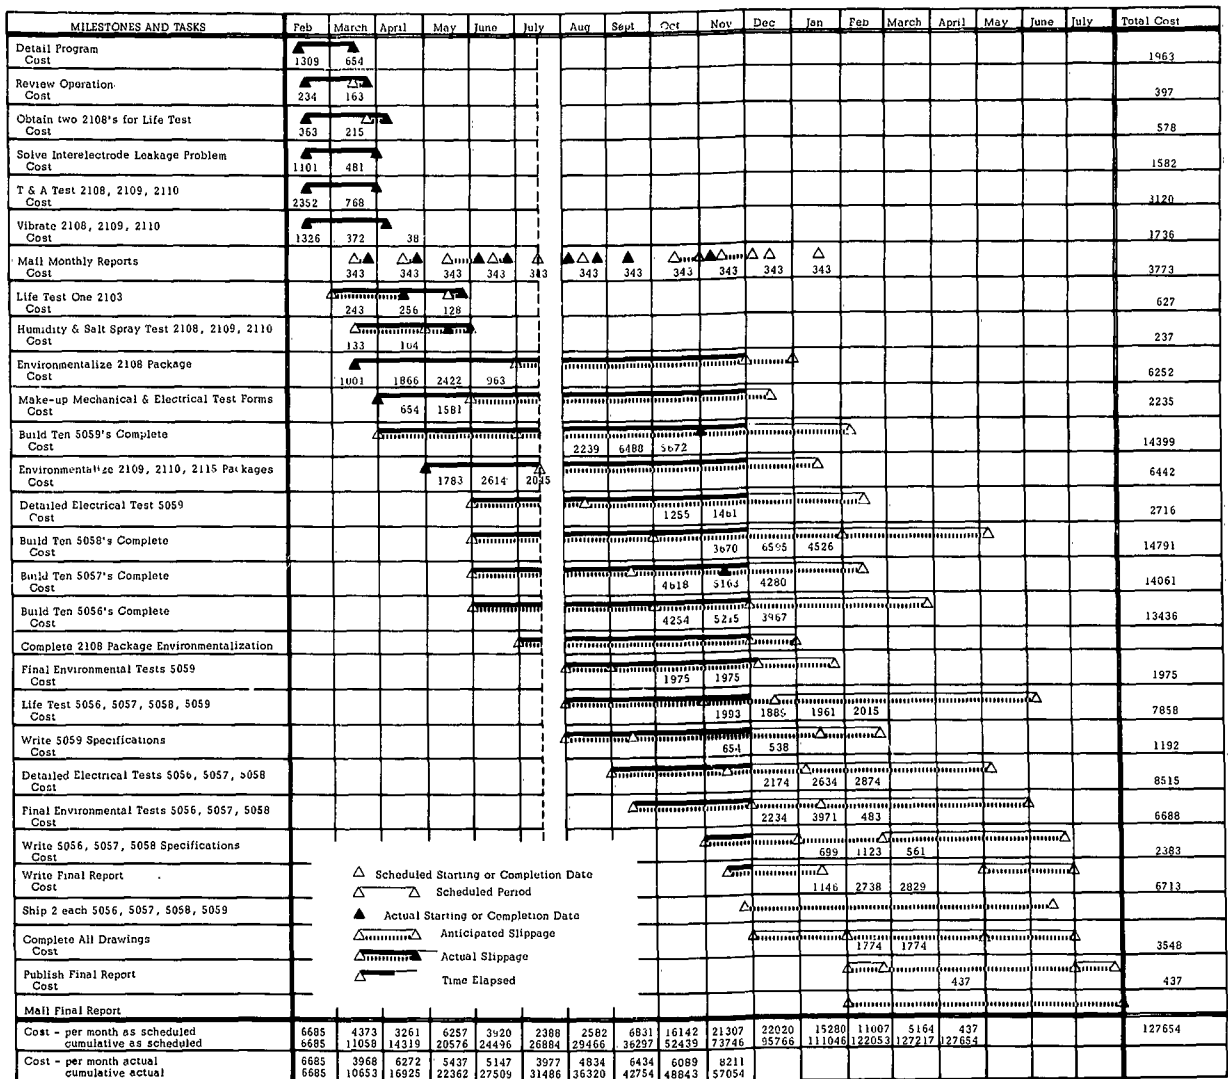 MILESTONES AND TASKS Feb March April May June July Aug Sept Oct Nov Dec Jan Feb March April May June July Total Cost
Detail Program
Cost 1309 654 1963
Review Operation
Cost 234 163 397
Obtain two 2108's for Life Test
Cost 363 215 578
Solve Interelectrode Leakage Problem
Cost 1101 481 1582
T & A Test 2108, 2109, 2110
Cost 2352 768 3120
Vibrate 2108, 2109, 2110
Cost 1326 372 38 1736
Mail Monthly Reports
Cost 343 343 343 343 343 343 343 343 343 343 343 3773
Life Test One 2103
Cost 243 256 128 627
Humidity & Salt Spray Test 2108, 2109, 2110
Cost 133 104 237
Environmentalize 2108 Package
Cost 1001 1866 2422 963 6252
Make-up Mechanical & Electrical Test Forms
Cost 654 1581 2235
Build Ten 5059's Complete
Cost 2239 6488 5672 14399
Environmentalize 2109, 2110, 2115 Packages
Cost 1783 2614 2045 6442
Detailed Electrical Test 5059
Cost 1255 1461 2716
Build Ten 5058's Complete
Cost 3670 6595 4526 14791
Build Ten 5057's Complete
Cost 4618 5163 4280 14061
Build Ten 5056's Complete
Cost 4254 5215 3967 13436
Complete 2108 Package Environmentalization
Final Environmental Tests 5059
Cost 1975 1975 1975
Life Test 5056, 5057, 5058, 5059
Cost 1993 1889 1961 2015 7858
Write 5059 Specifications
Cost 654 538 1192
Detailed Electrical Tests 5056, 5057, 5058
Cost 2174 2634 2874 8515
Final Environmental Tests 5056, 5057, 5058
Cost 2234 3971 483 6688
Write 5056, 5057, 5058 Specifications
Cost 699 1123 561 2383
Write Final Report
Cost 1146 2738 2829 6713
Ship 2 each 5056, 5057, 5058, 5059
Complete All Drawings
Cost 1774 1774 3548
Publish Final Report
Cost 437 437
Mail Final Report
Scheduled Starting or Completion Date
Scheduled Period
Actual Starting or Completion Date
Anticipated Slippage
Actual Slippage
Time Elapsed
Cost - per month as scheduled 6685 4373 3261 6257 3920 2388 2582 6831 16142 21307 22020 15280 11007 5164 437 127654
cumulative as scheduled 6685 11058 14319 20576 24496 26884 29466 36297 52439 73746 95766 111046 122053 127217 127654
Cost - per month actual 6685 3968 6272 5437 5147 3977 4834 6434 6089 8211
cumulative actual 6685 10653 16925 22362 27509 31486 36320 42754 48843 57054